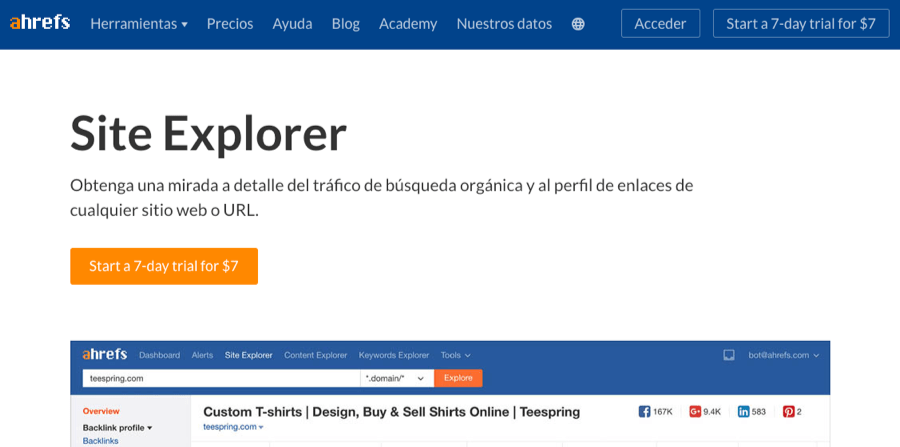 ahrefs Herramientas Precios Ayuda Blog Academy Nuestros datos Acceder Start a 7-day trial for $7
Site Explorer
Obtenga una mirada a detalle del tráfico de búsqueda orgánica y al perfil de enlaces de
cualquier sitio web o URL.
Start a 7-day trial for $7
ahrefs Dashboard Alerts Site Explorer Content Explorer Keywords Explorer Tools bot@ahrefs.com
teespring.com *.domain/* Explore
Overview
Custom T-shirts | Design, Buy & Sell Shirts Online | Teespring 167K 9.4K 583 2
Backlink profile
teespring.com
Backlinks